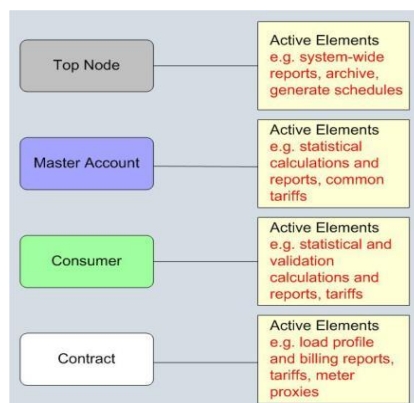 Top Node
Active Elements
e.g. system-wide
reports, archive,
generate schedules
Master Account
Active Elements
e.g. statistical
calculations and
reports, common
tariffs
Consumer
Active Elements
e.g. statistical and
validation
calculations and
reports, tariffs
Contract
Active Elements
e.g. load profile
and billing reports,
tariffs, meter
proxies